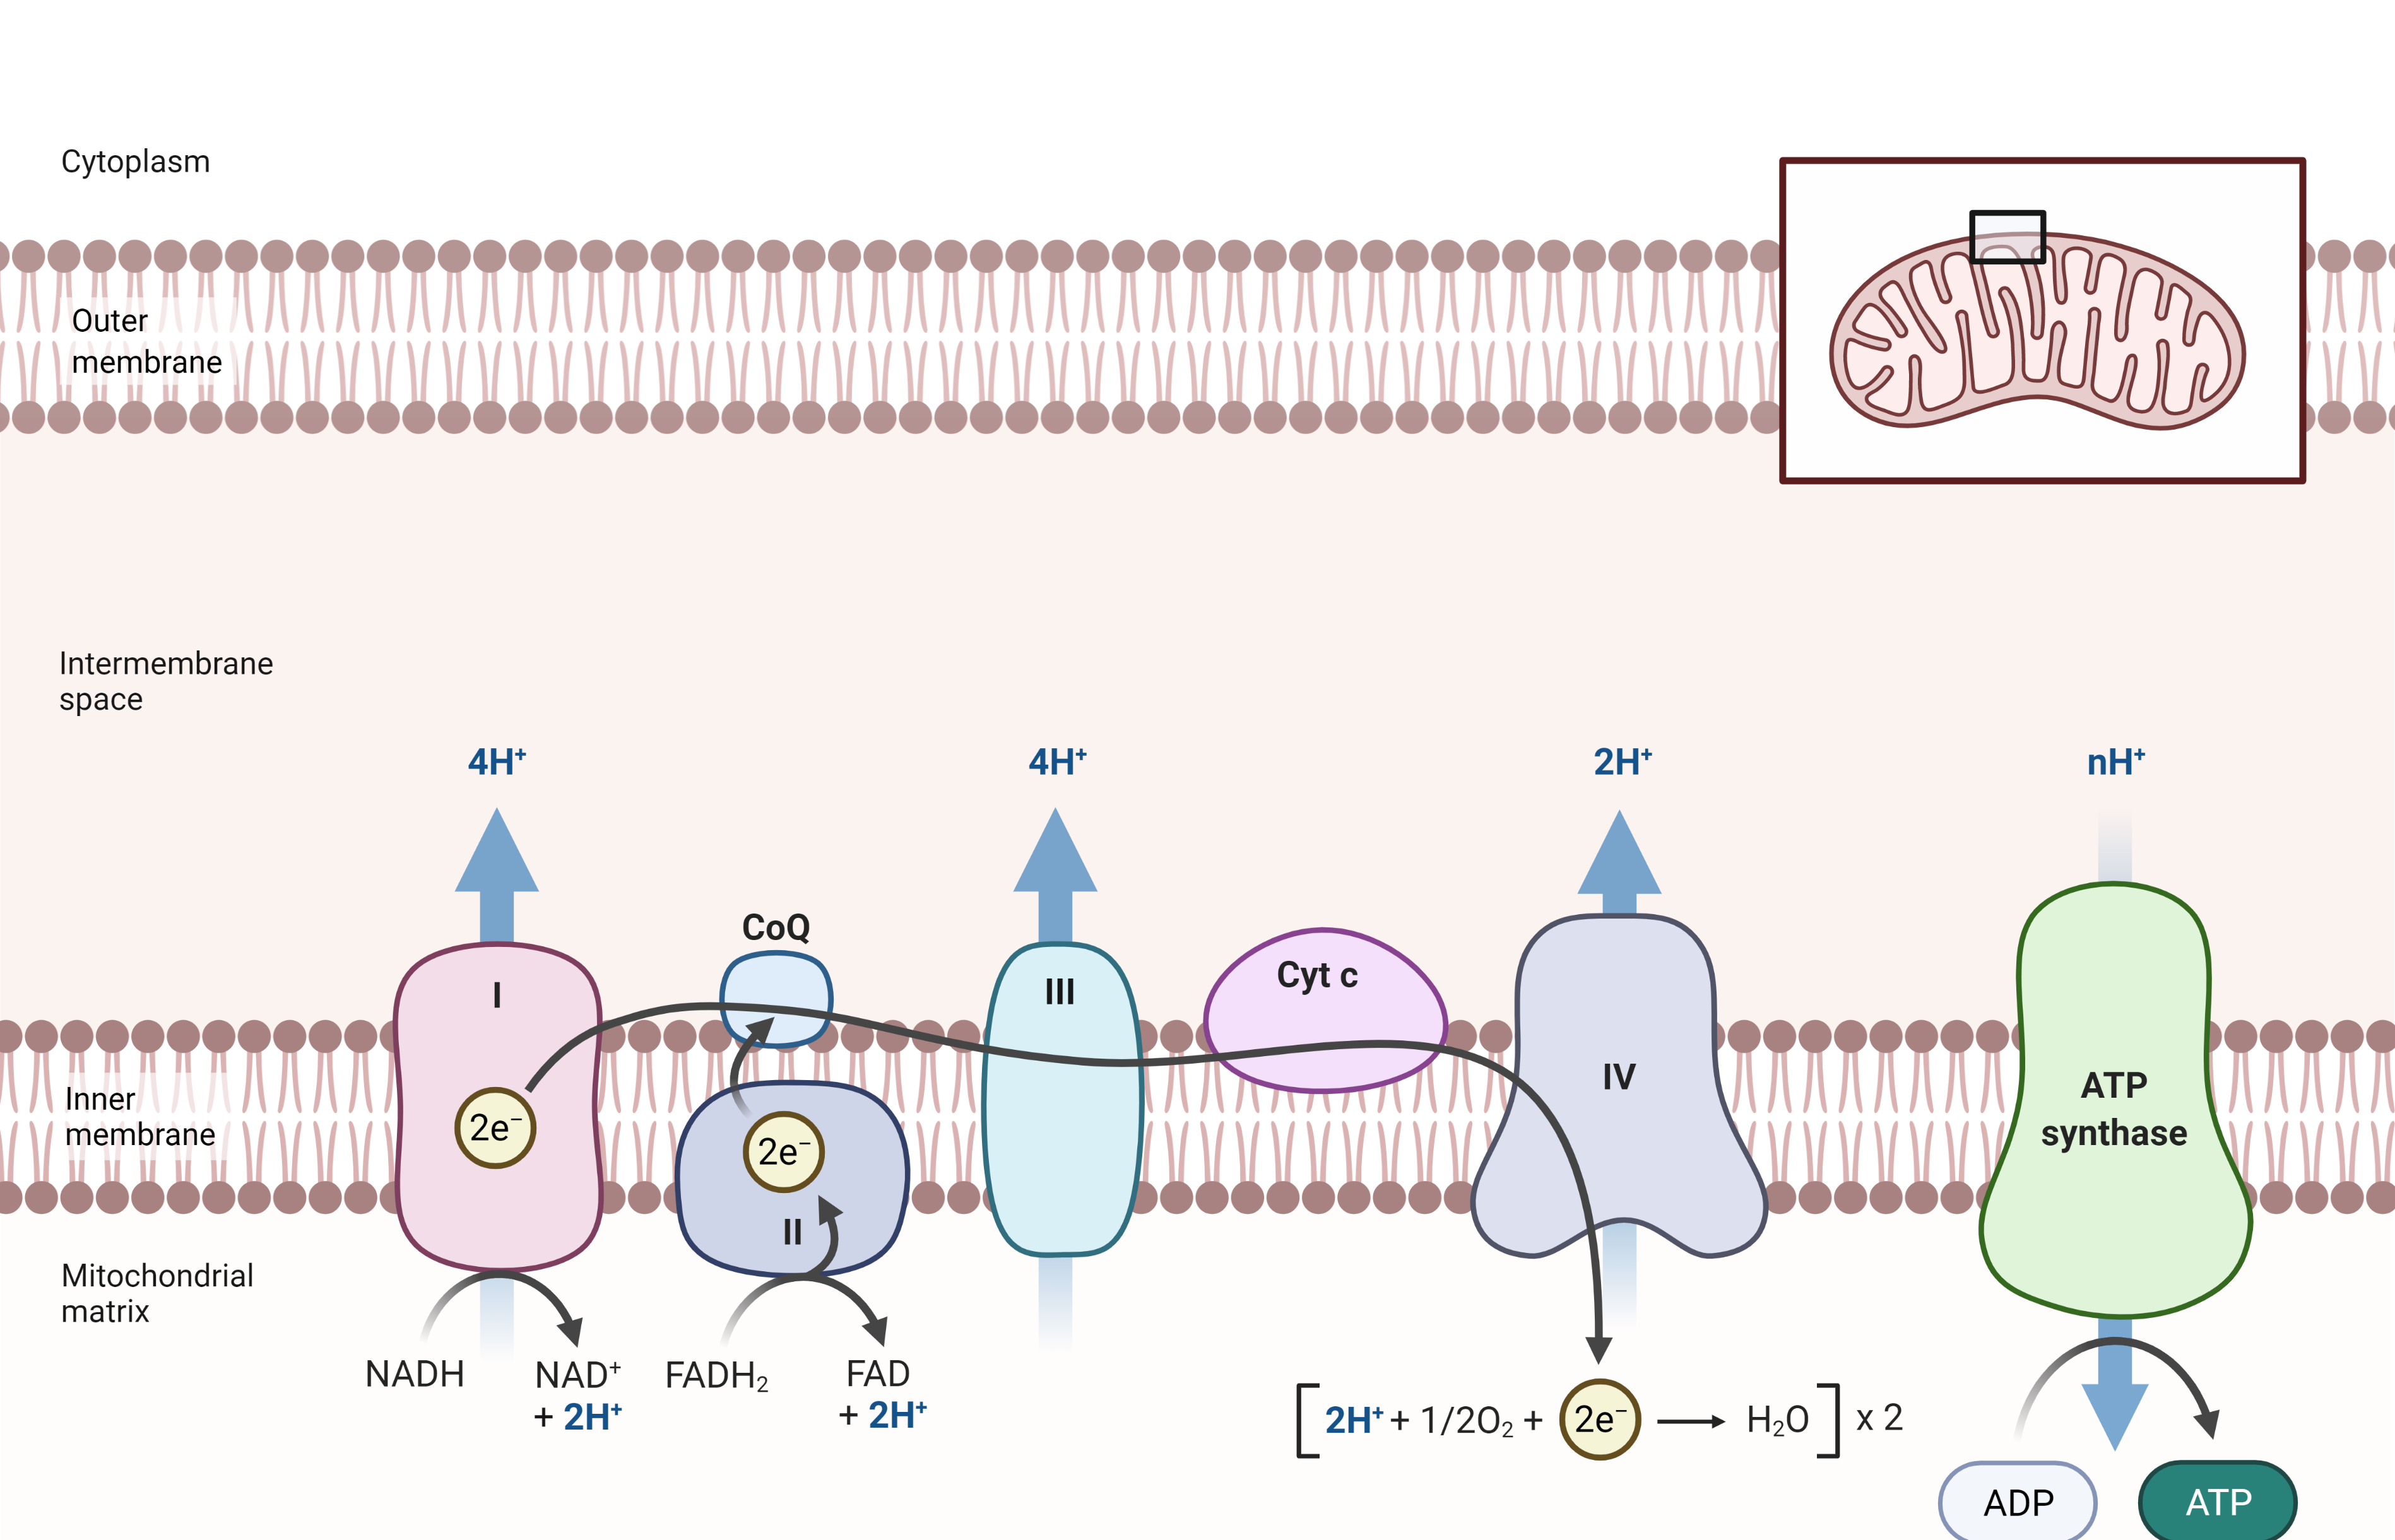 Cytoplasm
Outer
membrane
Intermembrane
space
4H⁺
4H⁺
2H⁺
nH⁺
CoQ
I
III
Cyt c
IV
ATP
synthase
Inner
membrane
2e⁻
2e⁻
II
Mitochondrial
matrix
NADH
NAD⁺
+ 2H⁺
FADH₂
FAD
+ 2H⁺
[2H⁺ + 1/2O₂ + 2e⁻ → H₂O] x 2
ADP
ATP